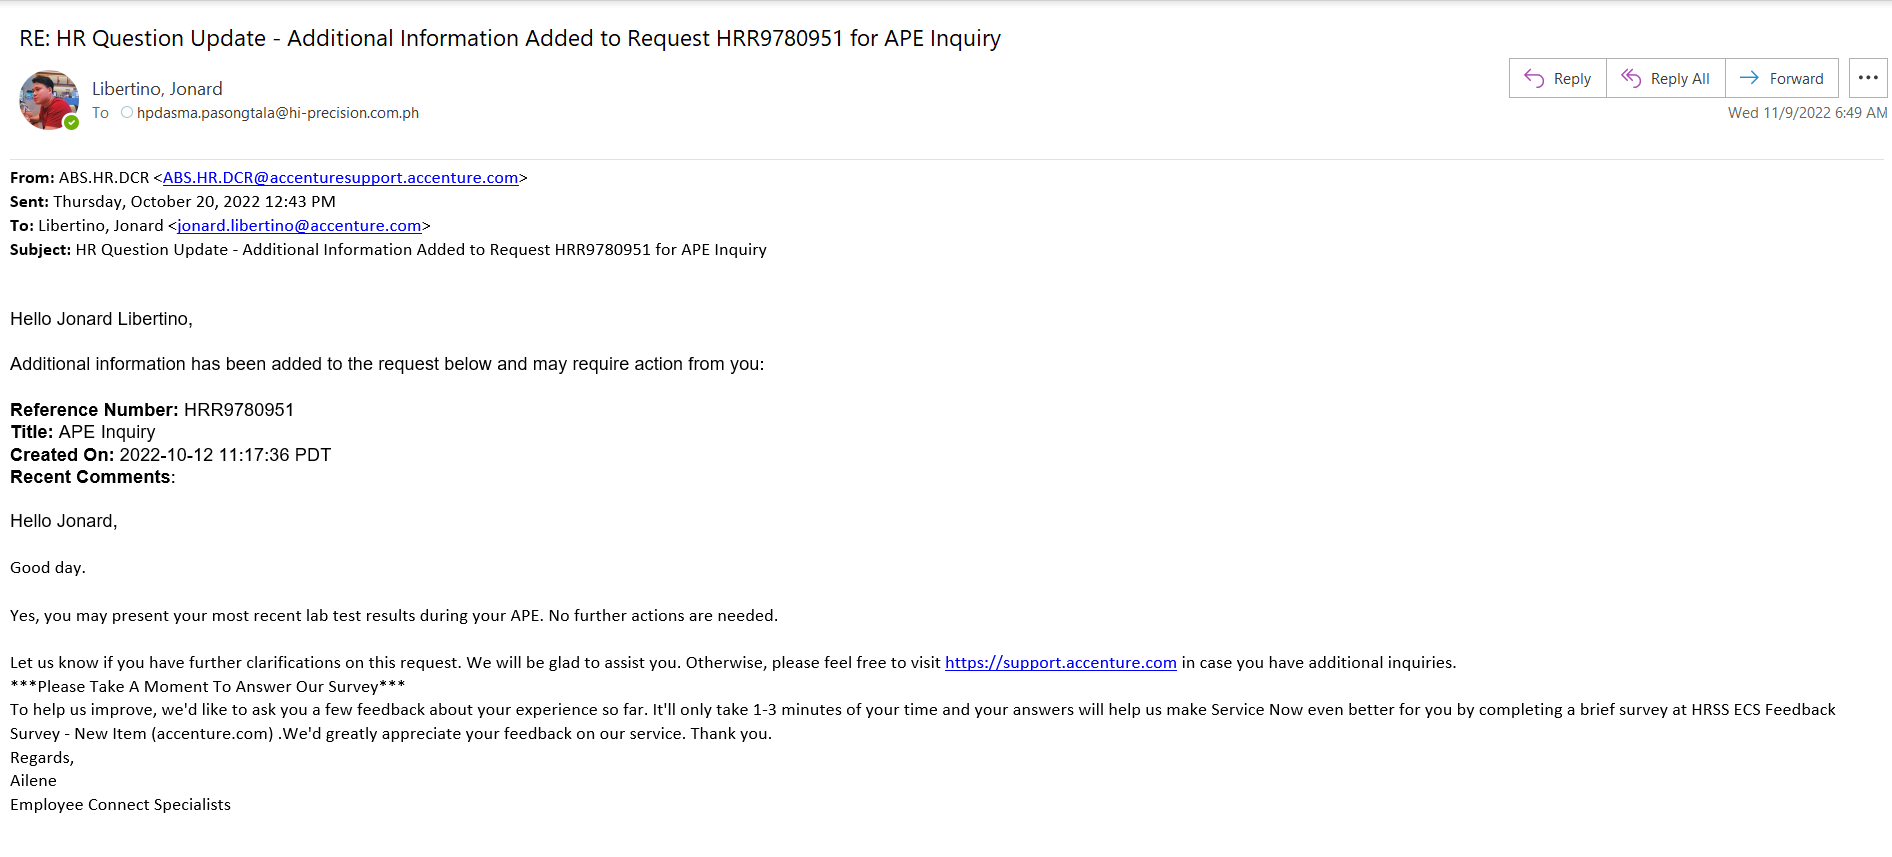 RE: HR Question Update - Additional Information Added to Request HRR9780951 for APE Inquiry
Libertino, Jonard
To hpdasma.pasongtala@hi-precision.com.ph
Reply
Reply All
Forward
Wed 11/9/2022 6:49 AM
From: ABS.HR.DCR <ABS.HR.DCR@accenturesupport.accenture.com>
Sent: Thursday, October 20, 2022 12:43 PM
To: Libertino, Jonard <jonard.libertino@accenture.com>
Subject: HR Question Update - Additional Information Added to Request HRR9780951 for APE Inquiry
Hello Jonard Libertino,
Additional information has been added to the request below and may require action from you:
Reference Number: HRR9780951
Title: APE Inquiry
Created On: 2022-10-12 11:17:36 PDT
Recent Comments:
Hello Jonard,
Good day.
Yes, you may present your most recent lab test results during your APE. No further actions are needed.
Let us know if you have further clarifications on this request. We will be glad to assist you. Otherwise, please feel free to visit https://support.accenture.com in case you have additional inquiries.
***Please Take A Moment To Answer Our Survey***
To help us improve, we'd like to ask you a few feedback about your experience so far. It'll only take 1-3 minutes of your time and your answers will help us make Service Now even better for you by completing a brief survey at HRSS ECS Feedback
Survey - New Item (accenture.com) .We'd greatly appreciate your feedback on our service. Thank you.
Regards,
Ailene
Employee Connect Specialists